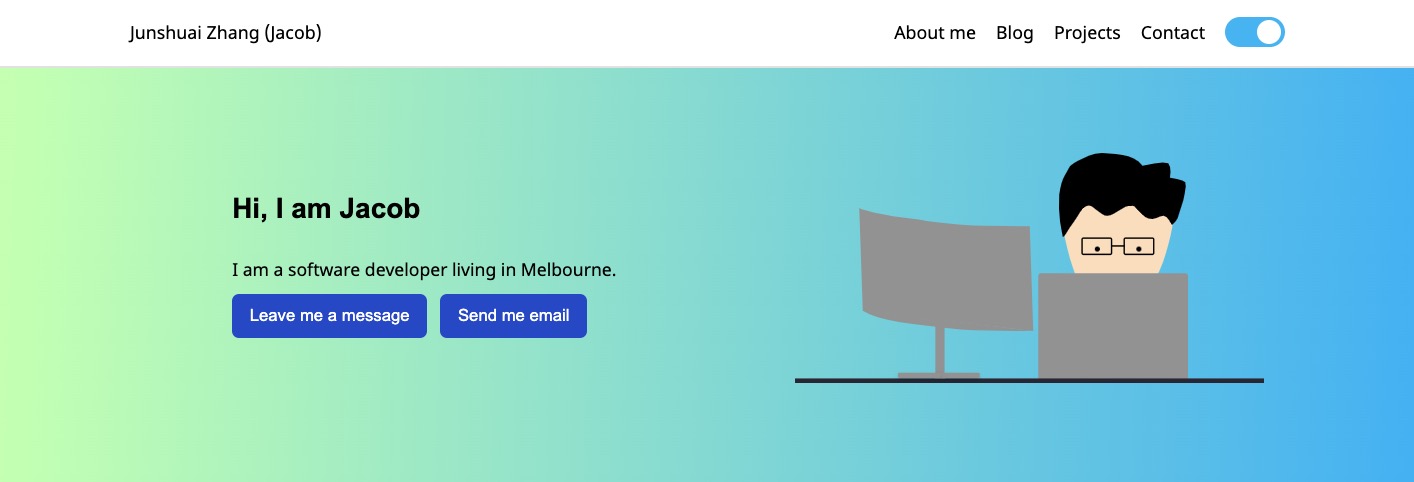 Junshuai Zhang (Jacob) About me Blog Projects Contact
Hi, I am Jacob
I am a software developer living in Melbourne.
Leave me a message Send me email